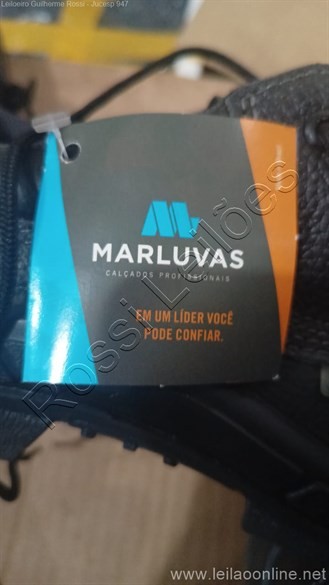 Leiloeiro Guilherme Rossi - Jucesp 947
MARLUVAS
CALÇADOS PROFISSIONAIS
EM UM LÍDER VOCÊ
PODE CONFIAR.
Rossi Leilões
www.leilaoonline.net